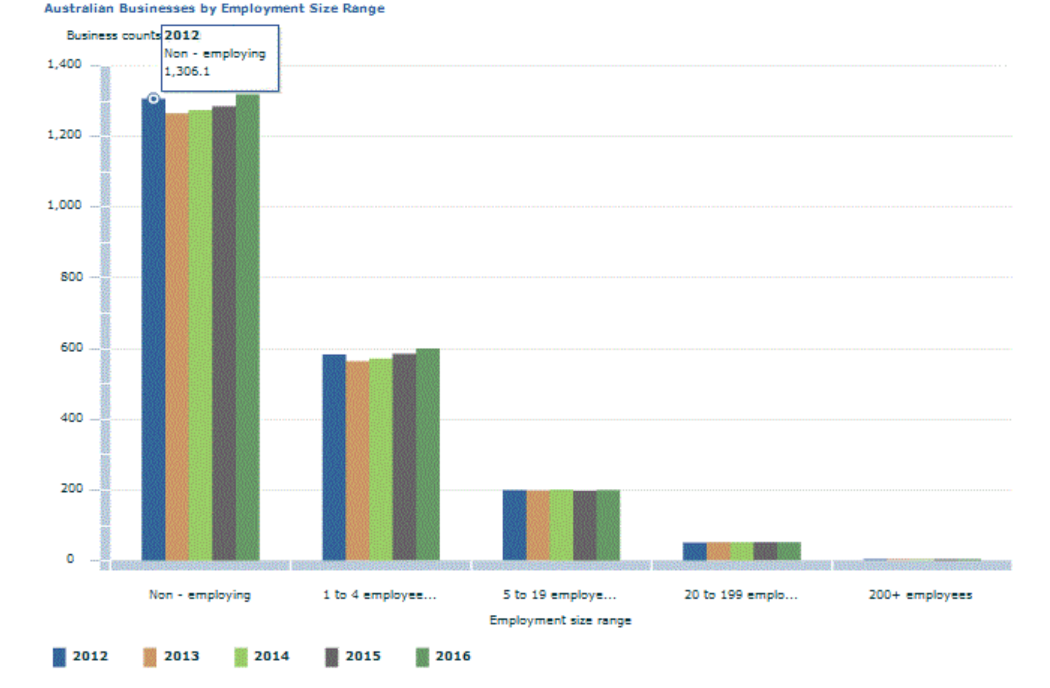 Australian Businesses by Employment Size Range
Business counts
2012
Non - employing
1,306.1
1,400
1,200
1,000
800
600
400
200
0
Non - employing
1 to 4 employee...
5 to 19 employe...
20 to 199 emplo...
200+ employees
Employment size range
2012
2013
2014
2015
2016